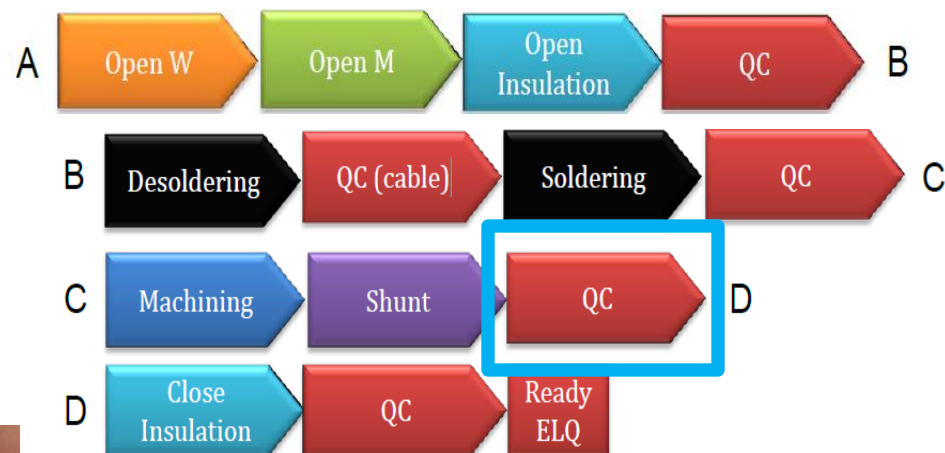 A
Open W
Open M
Open
Insulation
QC
B
B
Desoldering
QC (cable)
Soldering
QC
C
C
Machining
Shunt
QC
D
D
Close
Insulation
QC
Ready
ELQ